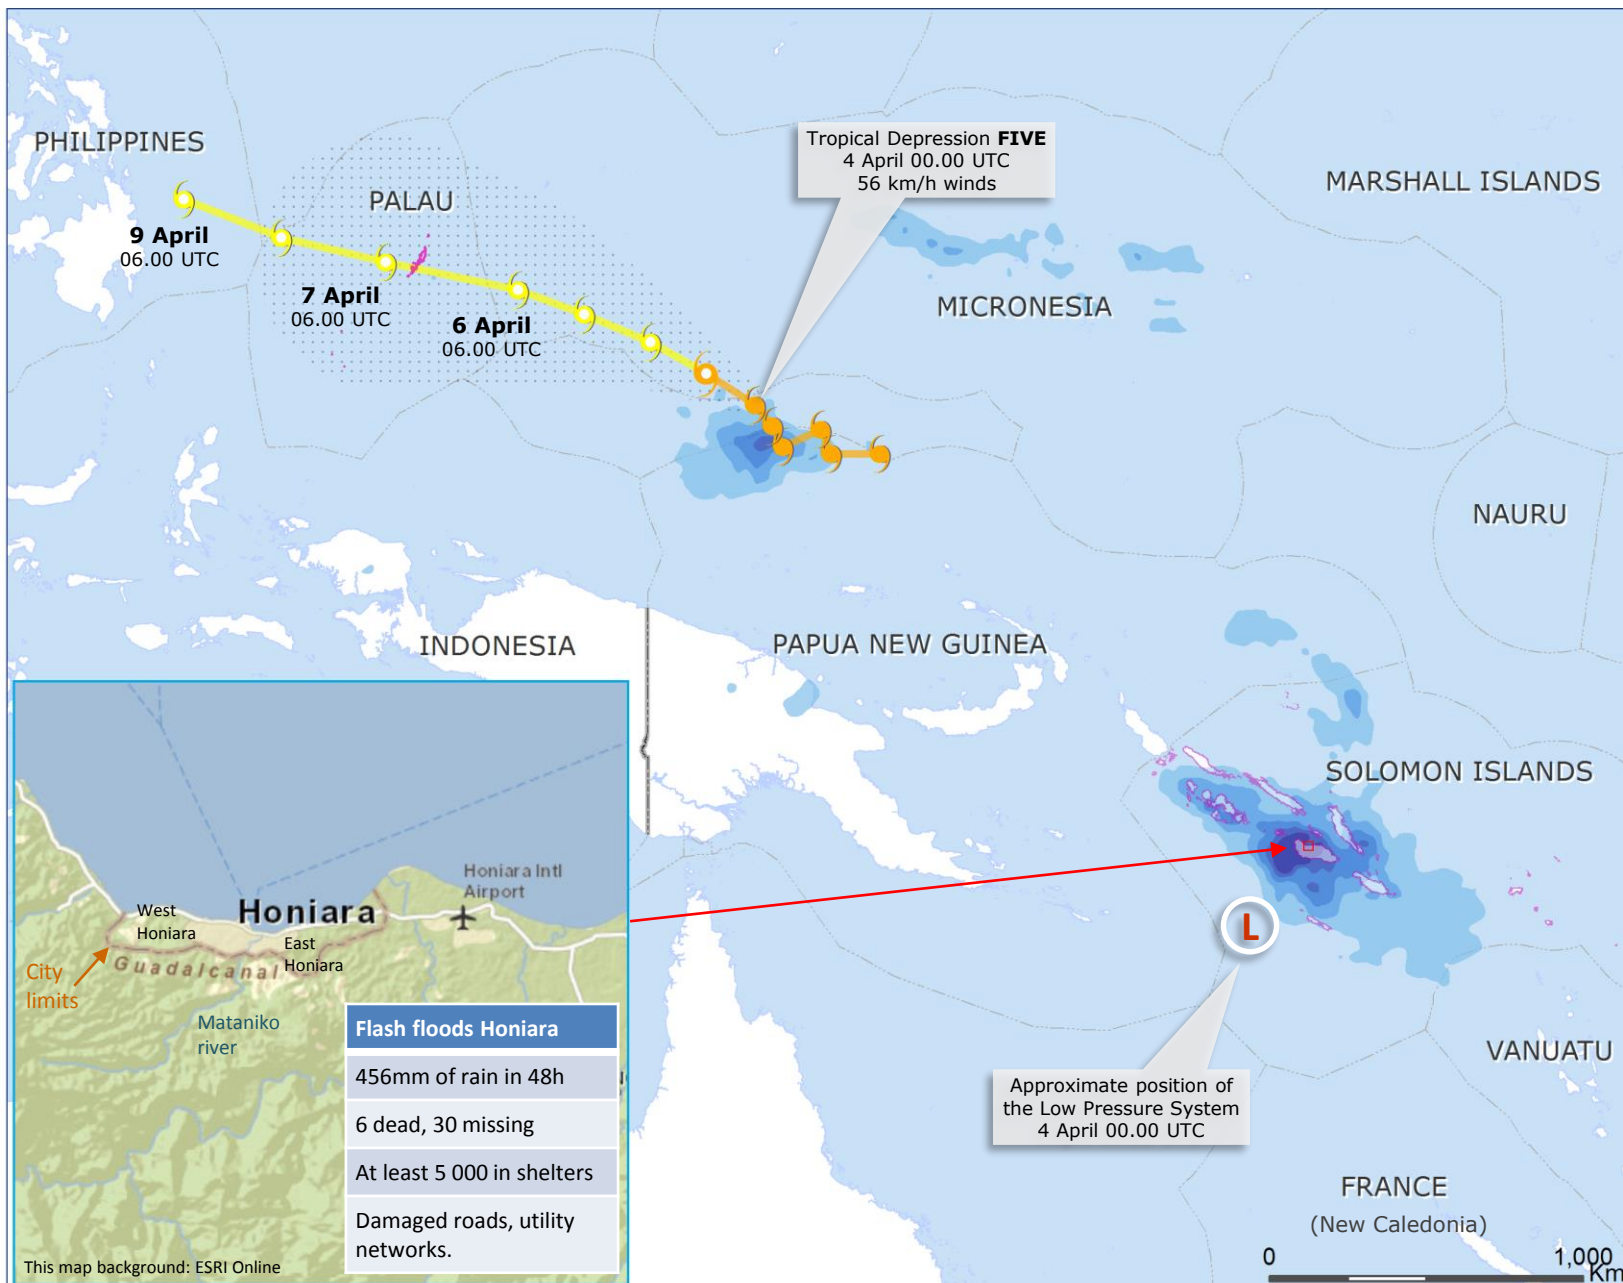 PHILIPPINES
PALAU
Tropical Depression FIVE
4 April 00.00 UTC
56 km/h winds
MARSHALL ISLANDS
9 April
06.00 UTC
7 April
06.00 UTC
6 April
06.00 UTC
MICRONESIA
NAURU
INDONESIA
PAPUA NEW GUINEA
SOLOMON ISLANDS
L
Approximate position of
the Low Pressure System
4 April 00.00 UTC
VANUATU
FRANCE
(New Caledonia)
0
1,000
Km
Honiara Intl
Airport
Honiara
West
Honiara
East
Honiara
Guadalcanal
City
limits
Mataniko
river
Flash floods Honiara
456mm of rain in 48h
6 dead, 30 missing
At least 5 000 in shelters
Damaged roads, utility
networks.
This map background: ESRI Online